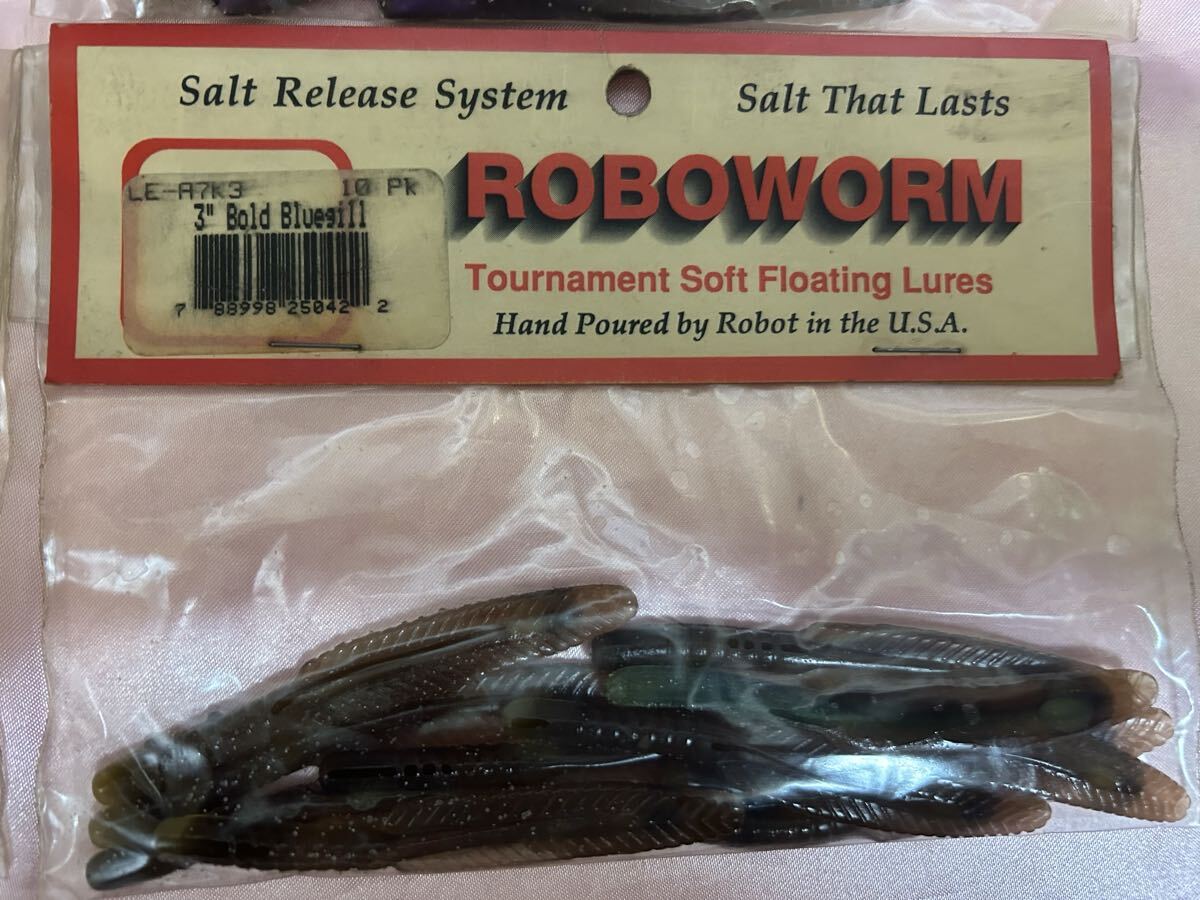 Salt Release System
Salt That Lasts
LE-A7K3 10 Pk
3" Bold Bluegill
7 88998 25042 2
ROBOWORM
Tournament Soft Floating Lures
Hand Poured by Robot in the U.S.A.